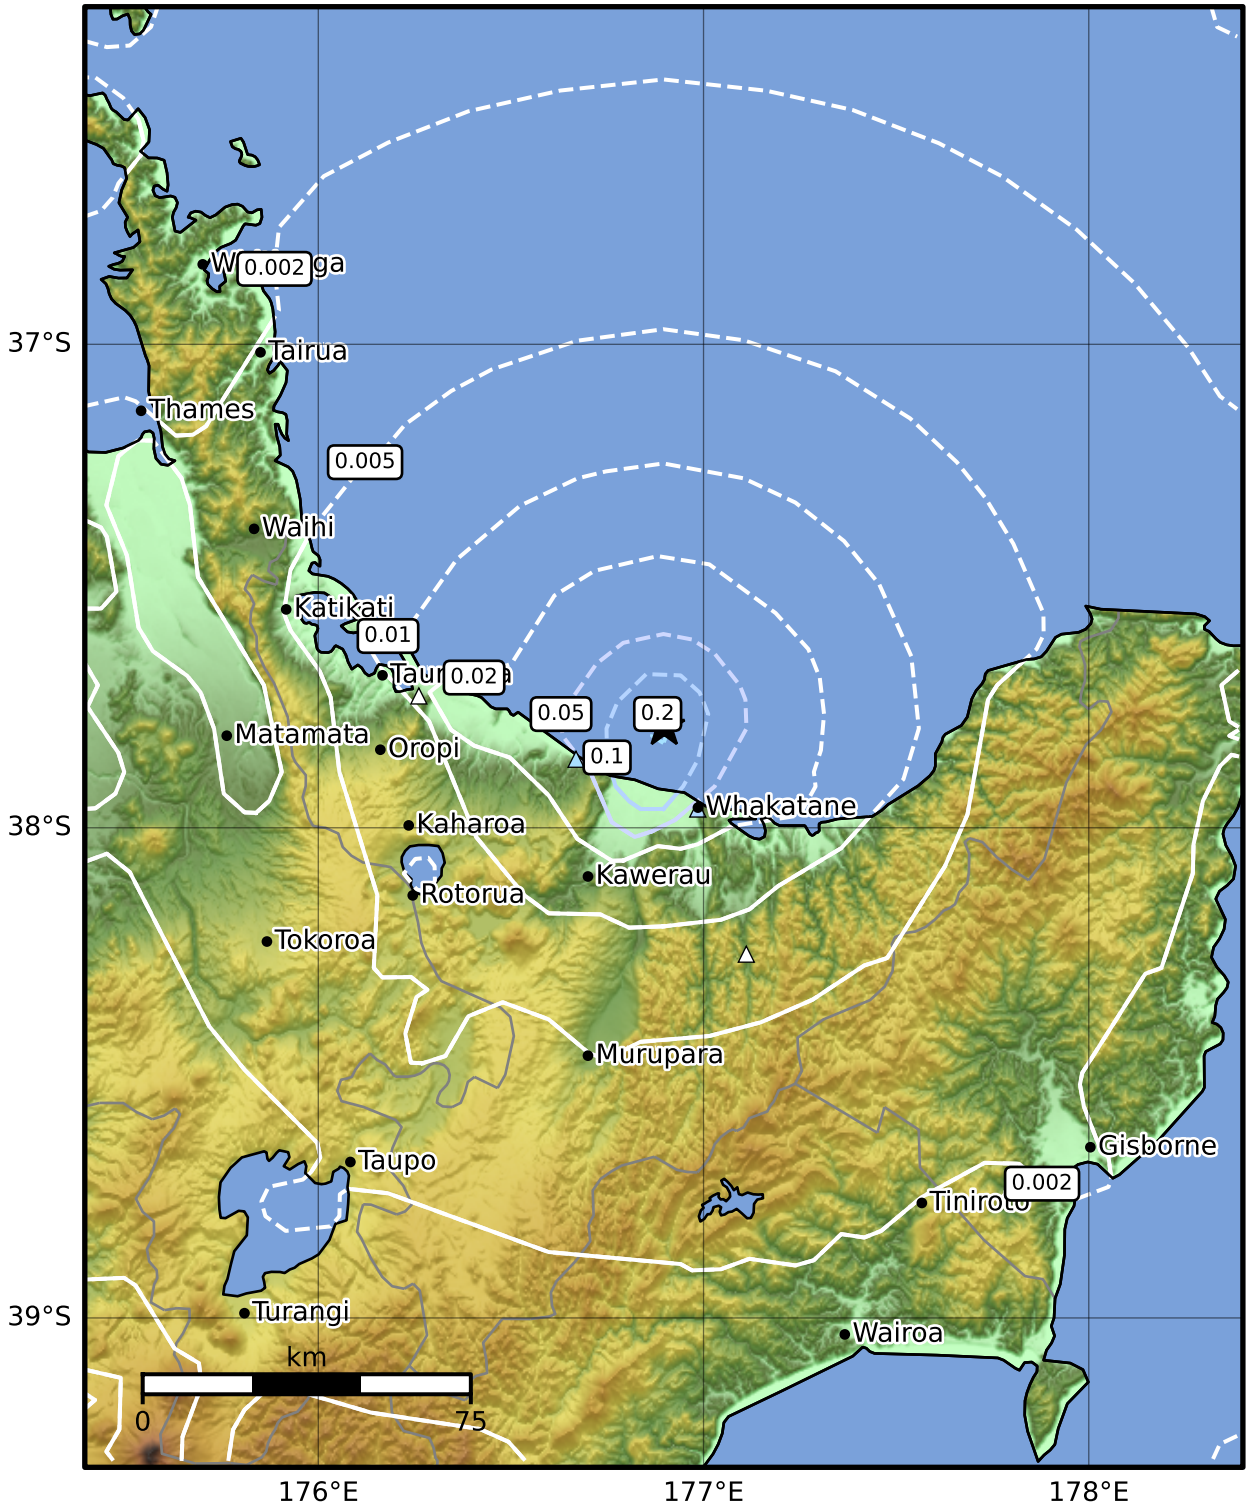 0.002
37°S
Tairua
Thames
0.005
Waihi
Katikati
0.01
0.02
0.05
0.2
Matamata
Oropi
0.1
Whakatane
38°S
Kaharoa
Kawerau
Rotorua
Tokoroa
Murupara
Gisborne
Taupo
0.002
Tiniroto
39°S
Turangi
Wairoa
km
0
75
176°E
177°E
178°E